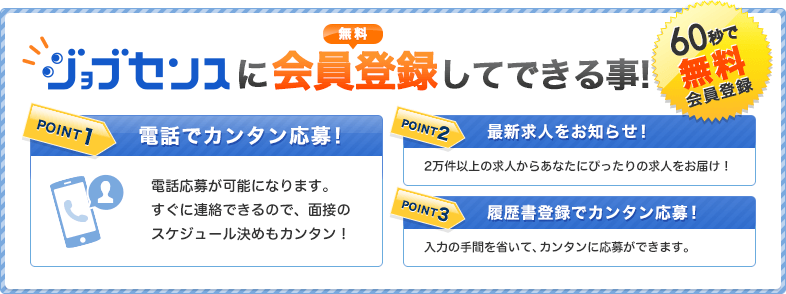 無料
ジョブセンスに会員登録してできる事!
60秒で
無料
会員登録
POINT1
電話でカンタン応募！
電話応募が可能になります。
すぐに連絡できるので、面接の
スケジュール決めもカンタン！
POINT2
最新求人をお知らせ！
2万件以上の求人からあなたにぴったりの求人をお届け！
POINT3
履歴書登録でカンタン応募！
入力の手間を省いて、カンタンに応募ができます。